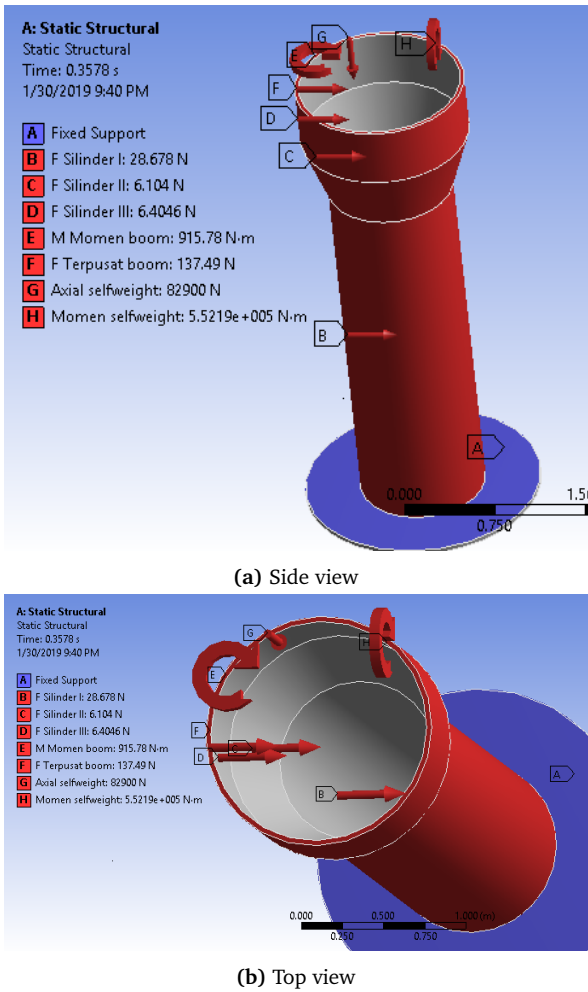 A: Static Structural
Static Structural
Time: 0.3578 s
1/30/2019 9:40 PM
A Fixed Support
B F Silinder I: 28.678 N
C F Silinder II: 6.104 N
D F Silinder III: 6.4046 N
E M Momen boom: 915.78 N·m
F F Terpusat boom: 137.49 N
G Axial selfweight: 82900 N
H Momen selfweight: 5.5219e+005 N·m
G
H
E
F
D
C
B
A
0.000
1.50
0.750
(a) Side view
A: Static Structural
Static Structural
Time: 0.3578 s
1/30/2019 9:40 PM
A Fixed Support
B F Silinder I: 28.678 N
C F Silinder II: 6.104 N
D F Silinder III: 6.4046 N
E M Momen boom: 915.78 N·m
F F Terpusat boom: 137.49 N
G Axial selfweight: 82900 N
H Momen selfweight: 5.5219e+005 N·m
G
H
E
F
C
D
B
A
0.000 0.500 1.000 (m)
0.250 0.750
(b) Top view